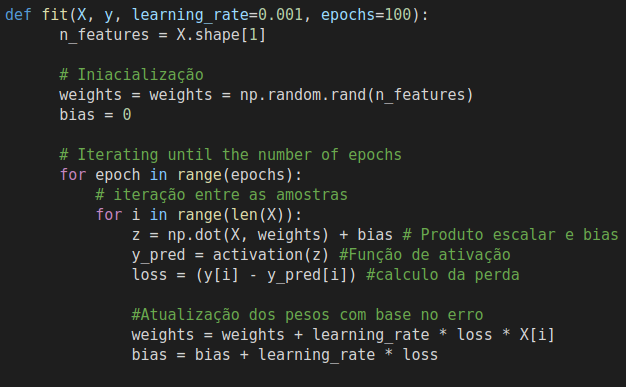 def fit(X, y, learning_rate=0.001, epochs=100):
n_features = X.shape[1]
# Iniacialização
weights = weights = np.random.rand(n_features)
bias = 0
# Iterating until the number of epochs
for epoch in range(epochs):
# iteração entre as amostras
for i in range(len(X)):
z = np.dot(X, weights) + bias # Produto escalar e bias
y_pred = activation(z) #Função de ativação
loss = (y[i] - y_pred[i]) #calculo da perda
#Atualização dos pesos com base no erro
weights = weights + learning_rate * loss * X[i]
bias = bias + learning_rate * loss